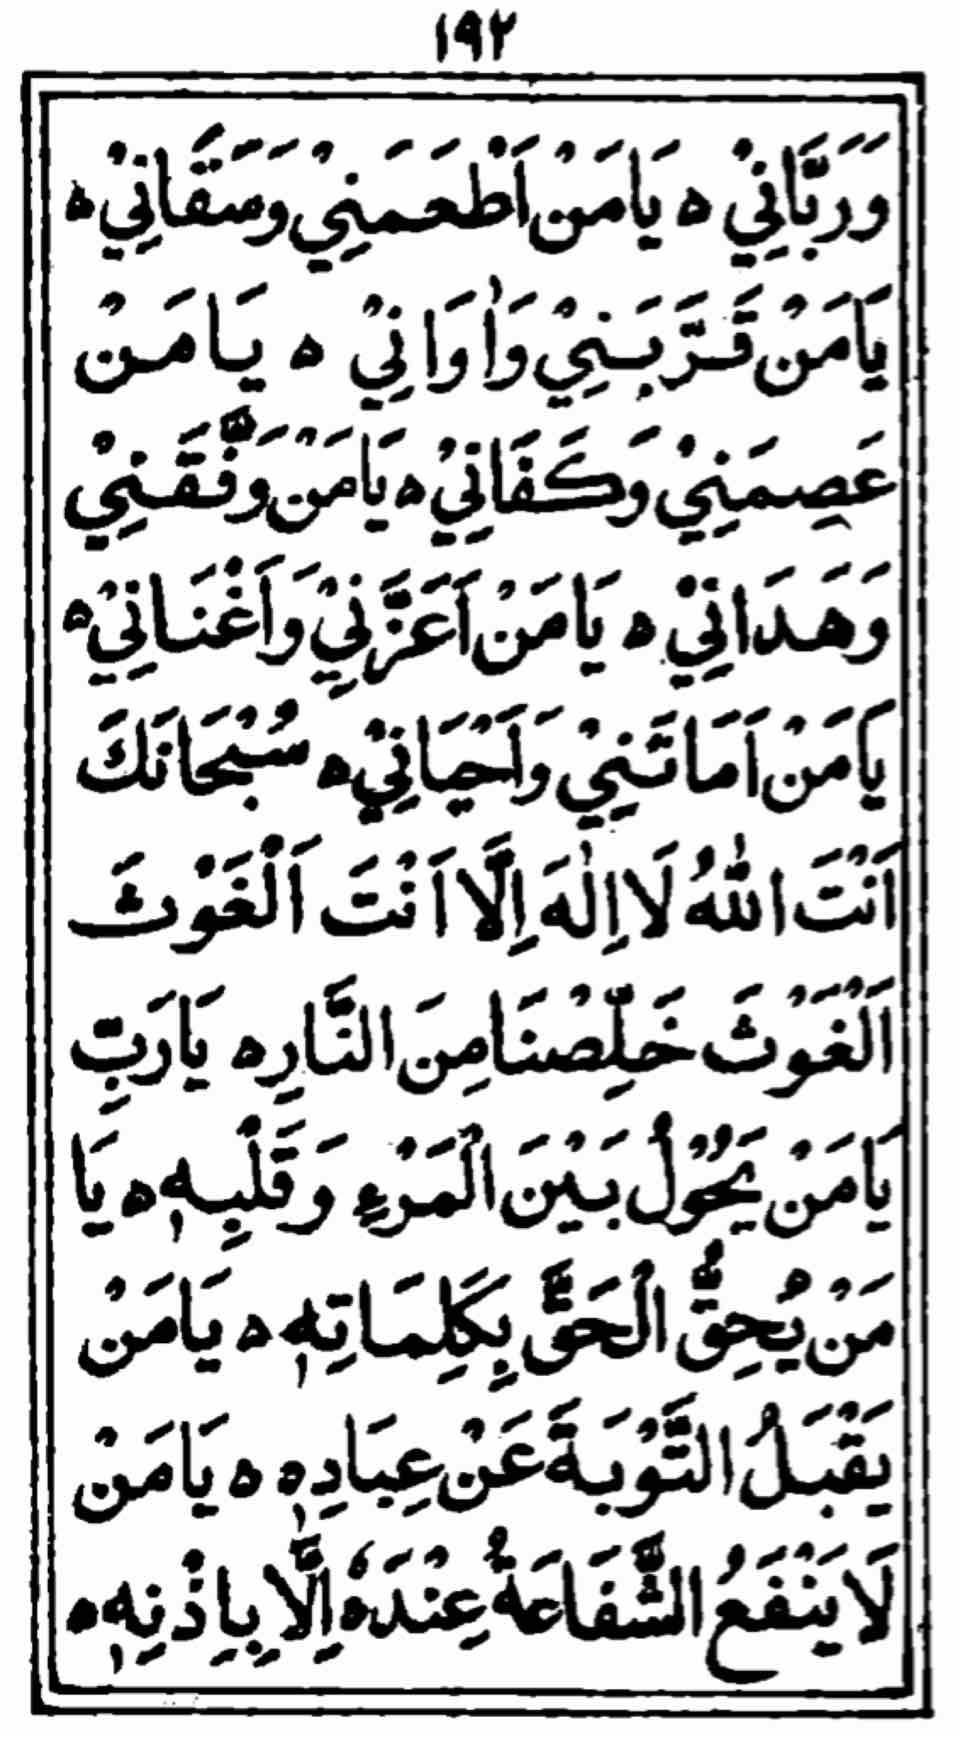 ١٩٢
وَرَبَّانِيْ ه يَامَنْ اَطْعَمَنِيْ وَسَقَانِيْ ه
يَامَنْ قَرَّبَنِيْ وَاٰوَانِيْ ه يَامَنْ
عَصِمَنِيْ وَكَفَانِيْ ه يَامَنْ وَفَّقَنِيْ
وَهَدَانِيْ ه يَامَنْ اَعَزَّنِيْ وَاَغْنَانِيْ ه
يَامَنْ اَمَاتَنِيْ وَاَحْيَانِيْ ه سُبْحَانَكَ
اَنْتَ اللّٰهُ لَا اِلٰهَ اِلَّا اَنْتَ اَلْغَوْثَ
اَلْغَوْثَ خَلِّصْنَا مِنَ النَّارِ ه يَارَبِّ
يَامَنْ يَحُوْلُ بَيْنَ الْمَرْءِ وَقَلْبِهٖ ه يَا
مَنْ يُحِقُّ الْحَقَّ بِكَلِمَاتِهٖ ه يَامَنْ
يَقْبَلُ التَّوْبَةَ عَنْ عِبَادِهٖ ه يَامَنْ
لَا يَنْفَعُ الشَّفَاعَةُ عِنْدَهٗ اِلَّا بِاِذْنِهٖ ه